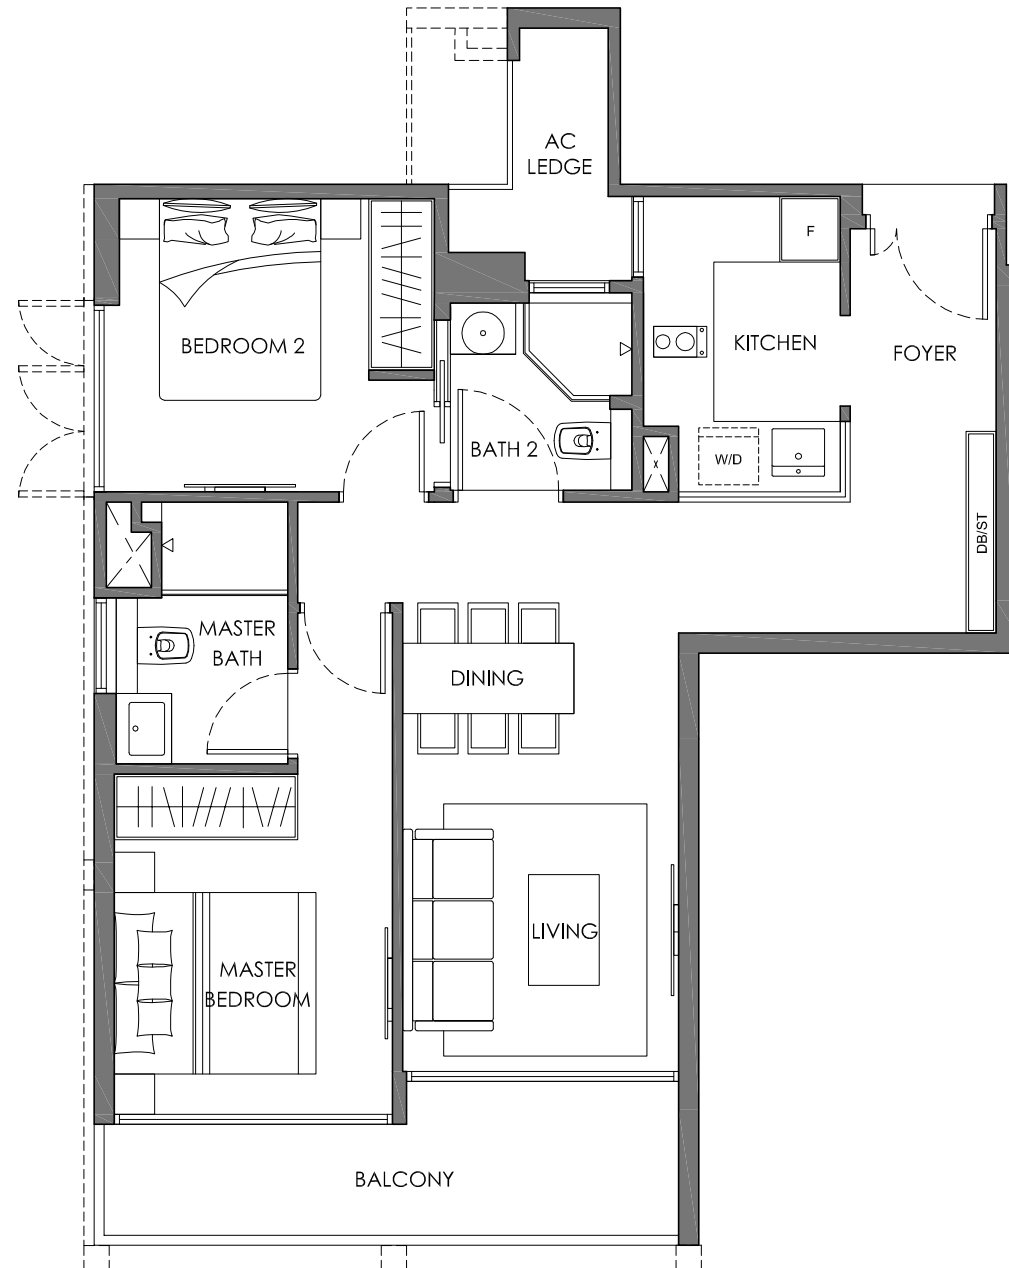 AC
LEDGE
F
BEDROOM 2
KITCHEN
FOYER
BATH 2
W/D
DB/ST
MASTER
BATH
DINING
LIVING
MASTER
BEDROOM
BALCONY